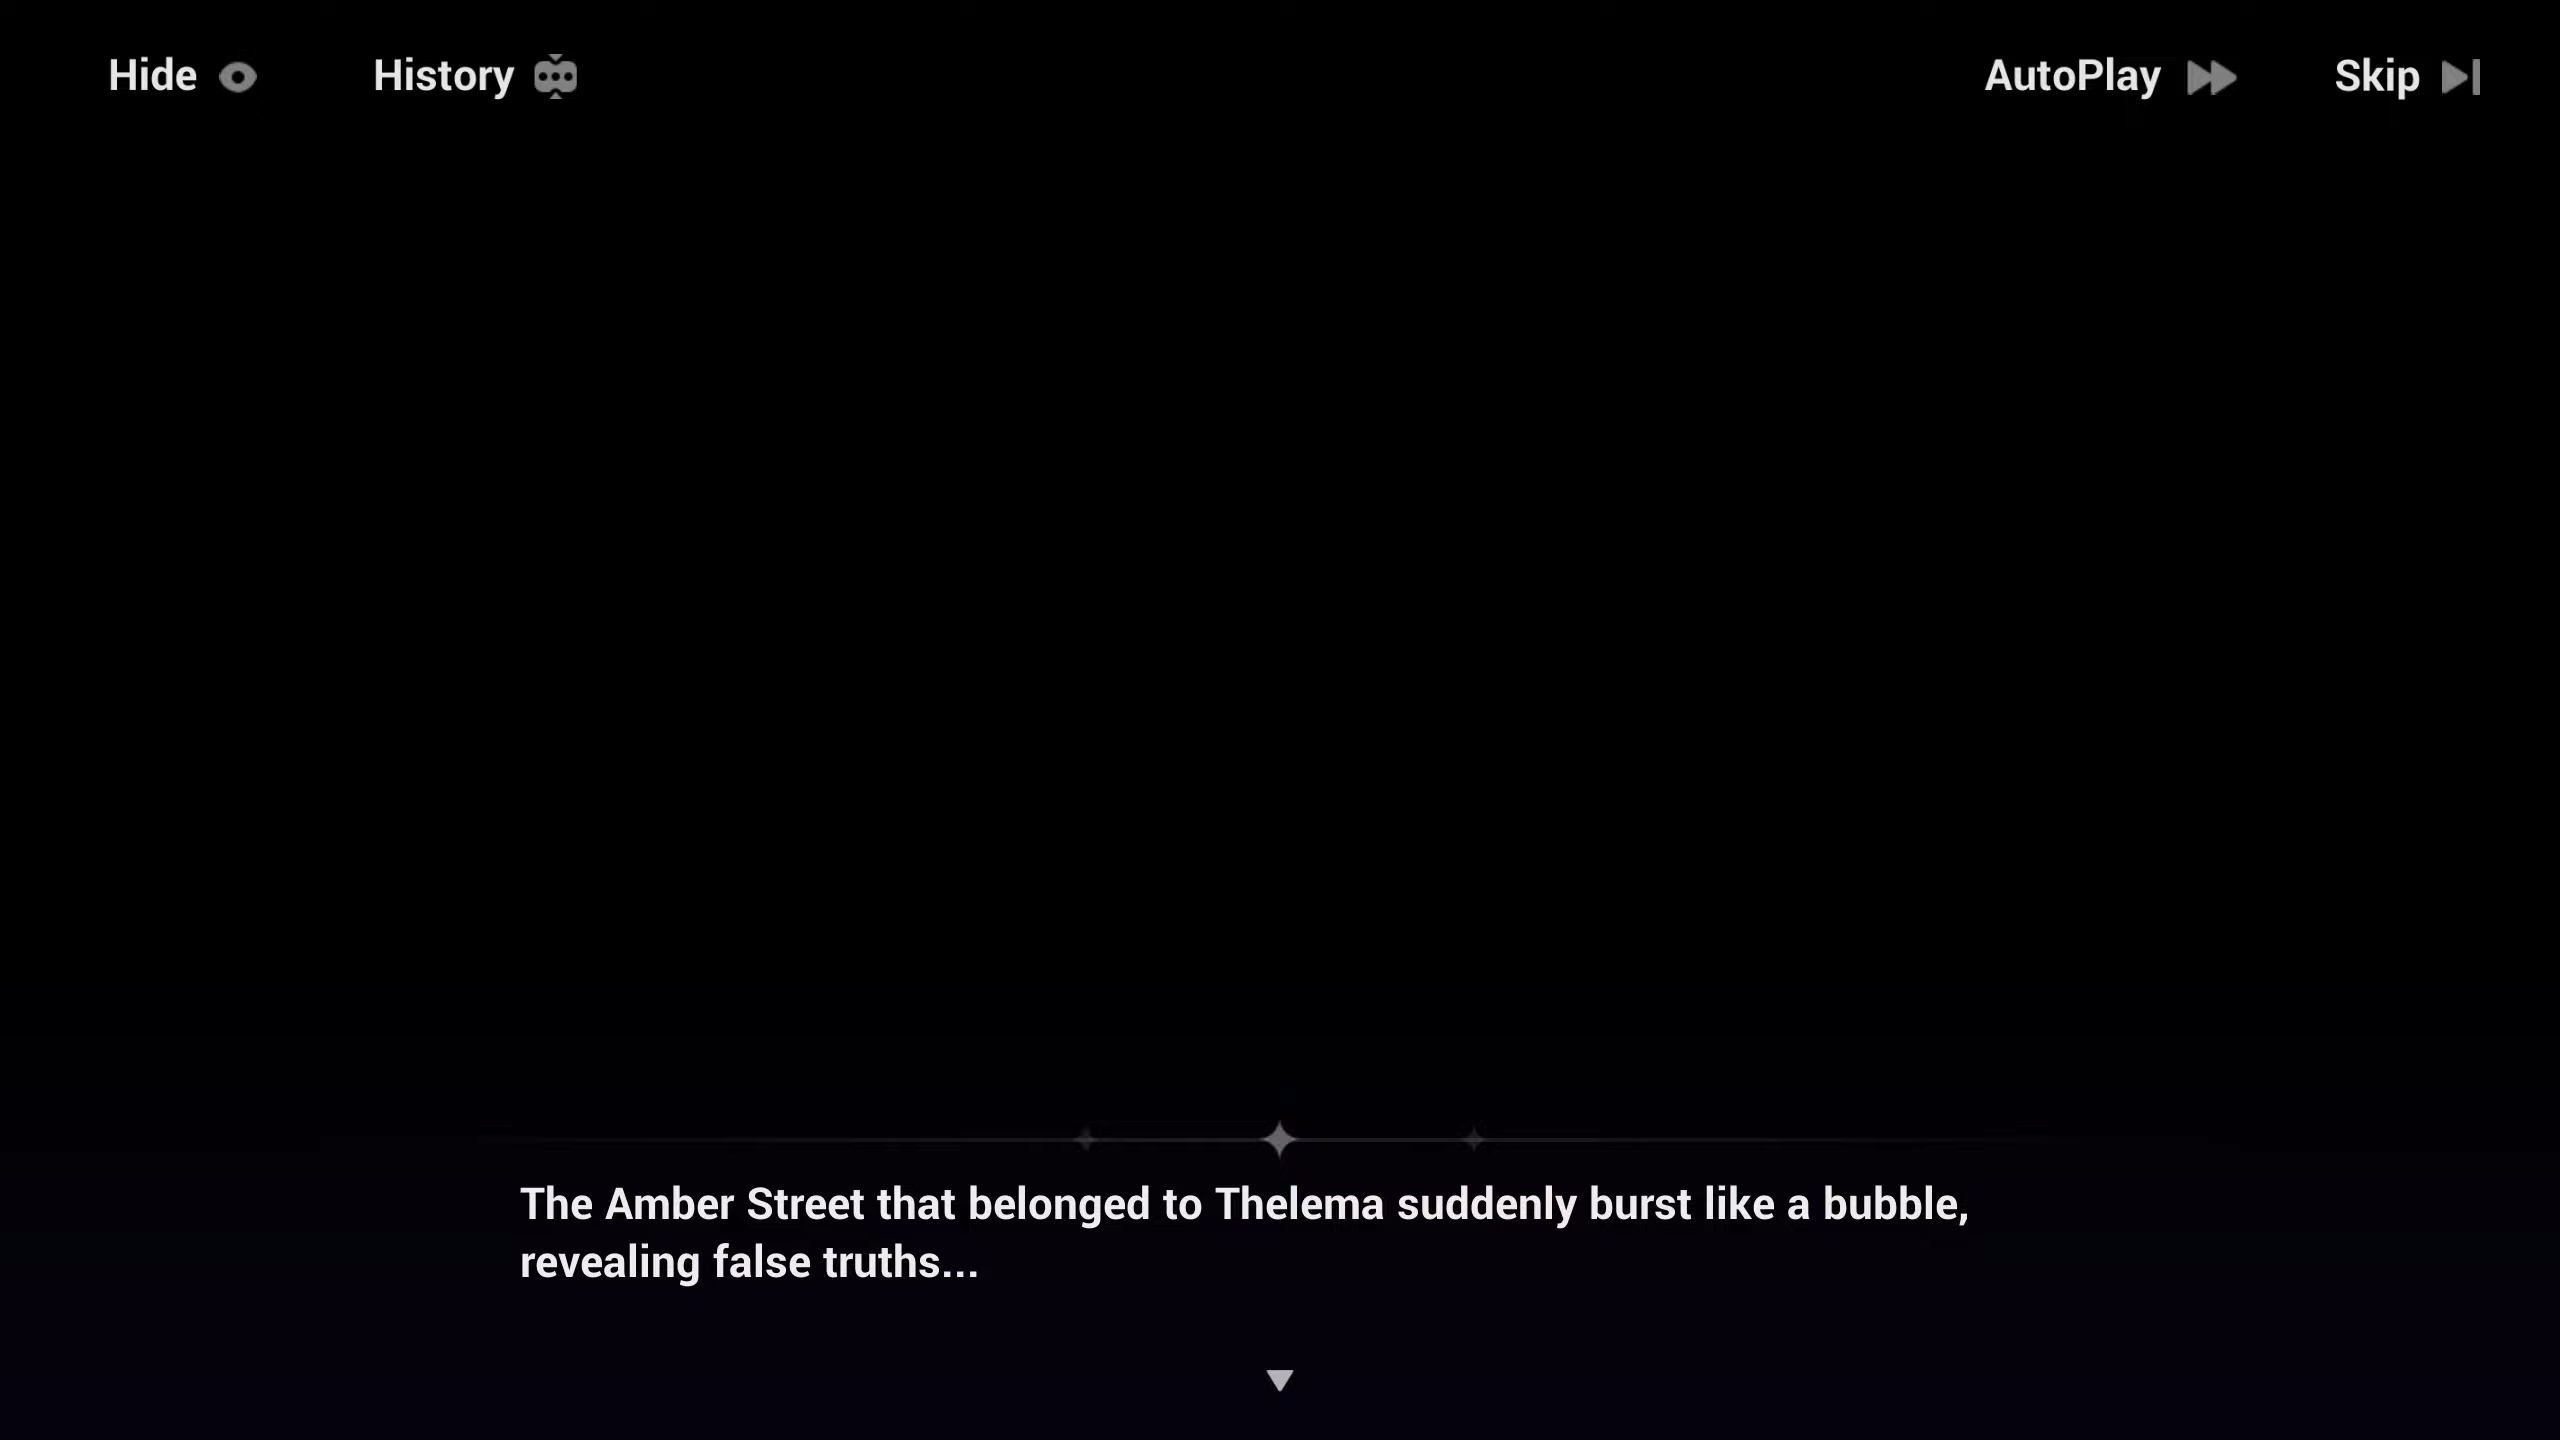 Hide
History
AutoPlay
Skip
The Amber Street that belonged to Thelema suddenly burst like a bubble,
revealing false truths...